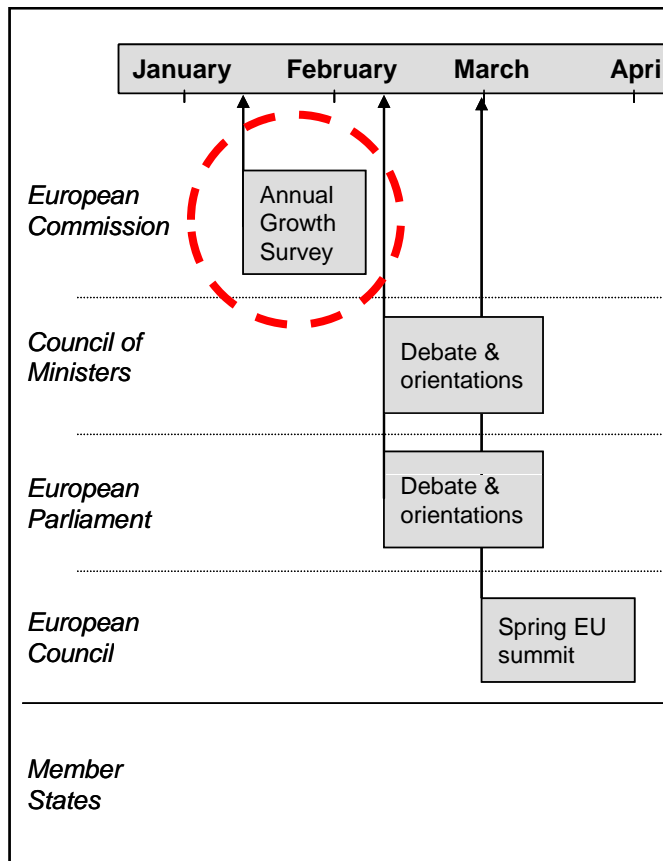 January February March Apri
European
Commission
Annual
Growth
Survey
Council of
Ministers
Debate &
orientations
European
Parliament
Debate &
orientations
European
Council
Spring EU
summit
Member
States